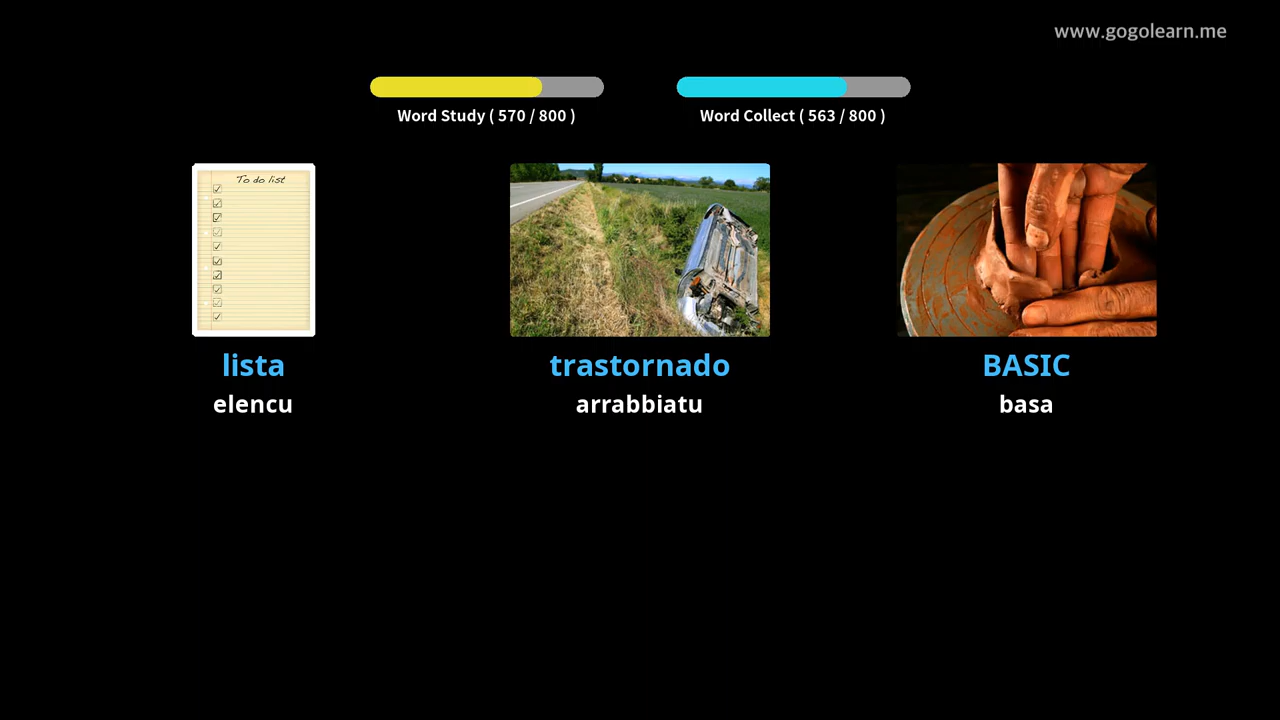 www.gogolearn.me
Word Study ( 570 / 800 )
Word Collect ( 563 / 800 )
To do list
lista
trastornado
BASIC
elencu
arrabbiatu
basa